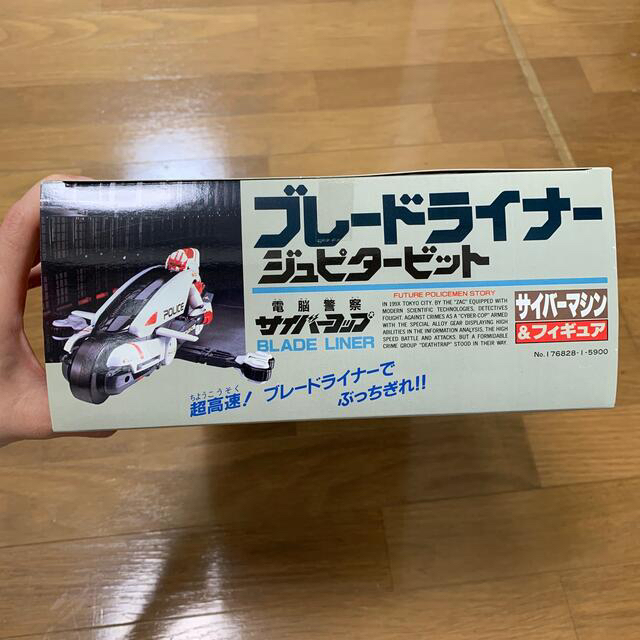 ブレードライナー
ジュピタービット
電脳警察
サイバーコップ
BLADE LINER
FUTURE POLICEMEN STORY
IN 199X TOKYO CITY. BY THE "ZAC" EQUIPPED WITH
MODERN SCIENTIFIC TECHNOLOGIES, DETECTIVES
FOUGHT AGAINST CRIMES AS A "CYBER-COP" ARMED
WITH THE SPECIAL ALLOY GEAR DISPLAYING HIGH
ABILITIES IN THE INFORMATION ANALYSIS, THE HIGH
SPEED BATTLE AND ATTACKS. BUT A FORMIDABLE
CRIME GROUP "DEATHTRAP" STOOD IN THEIR WAY.
サイバーマシン
&フィギュア
No.176828-1-5900
POLICE
ちょうこうそく
超高速! ブレードライナーで
ぶっちぎれ!!